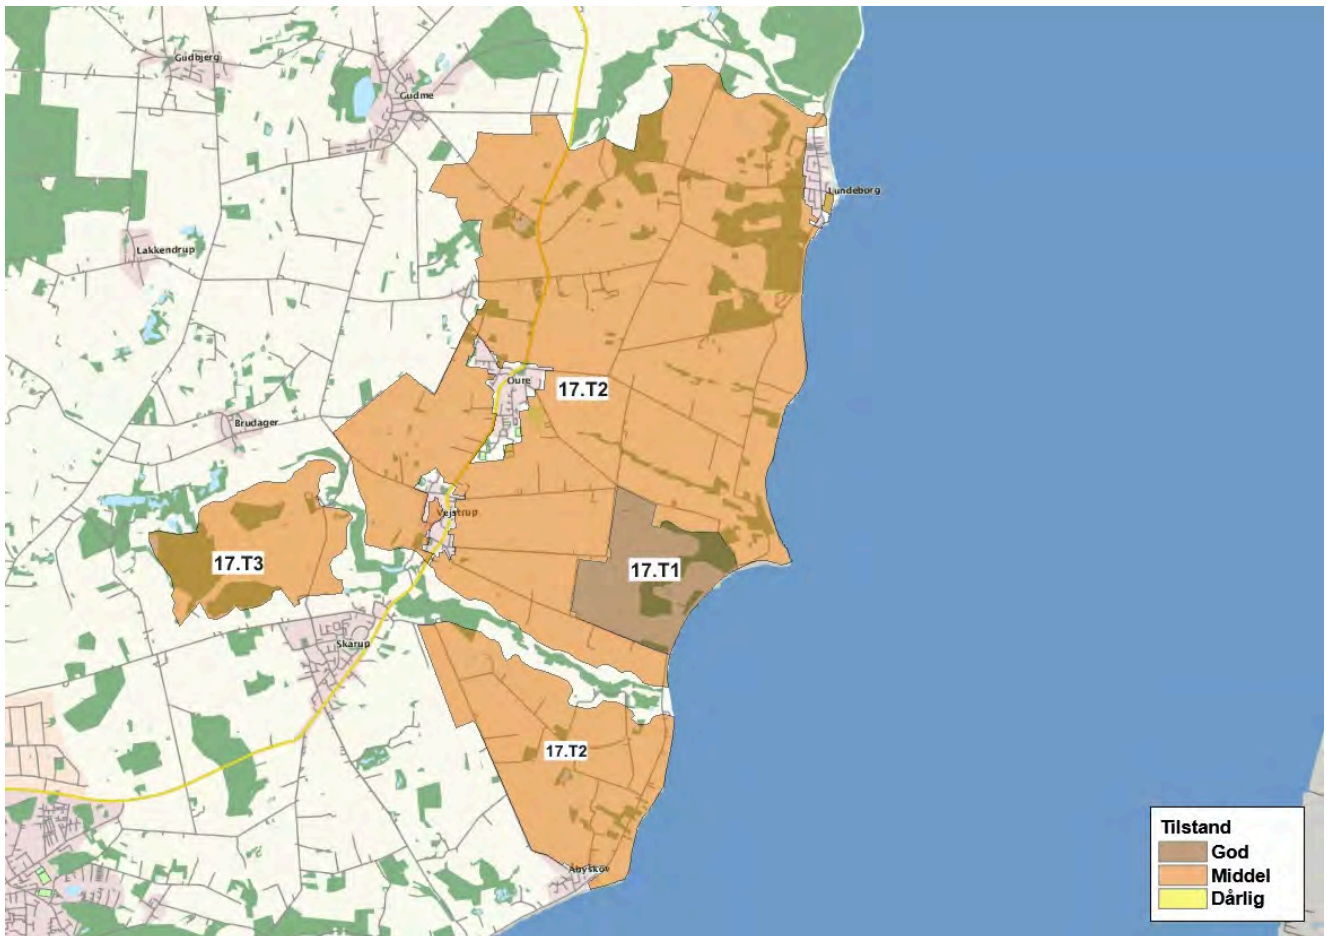 Gudbjerg
Gudme
Lundeborg
Lakkendrup
Oure
17.T2
Brudager
Vejstrup
17.T3
17.T1
Skårup
17.T2
Åbyskov
Tilstand
God
Middel
Dårlig